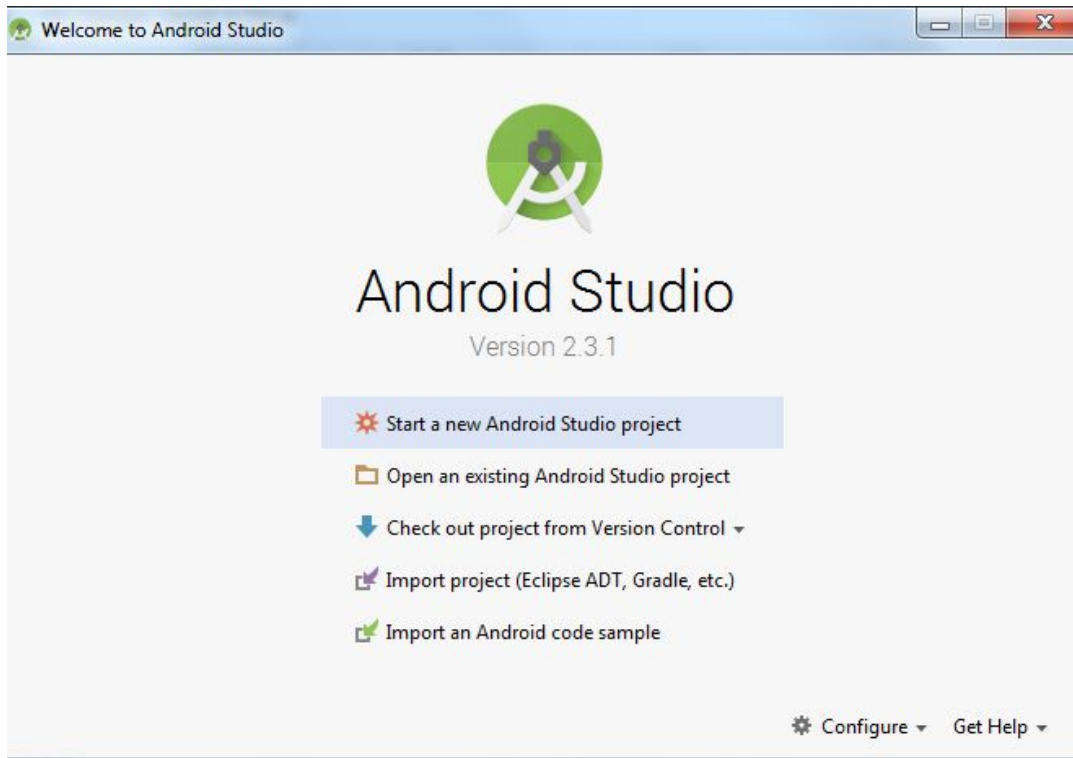 Welcome to Android Studio
Android Studio
Version 2.3.1
Start a new Android Studio project
Open an existing Android Studio project
Check out project from Version Control
Import project (Eclipse ADT, Gradle, etc.)
Import an Android code sample
Configure Get Help